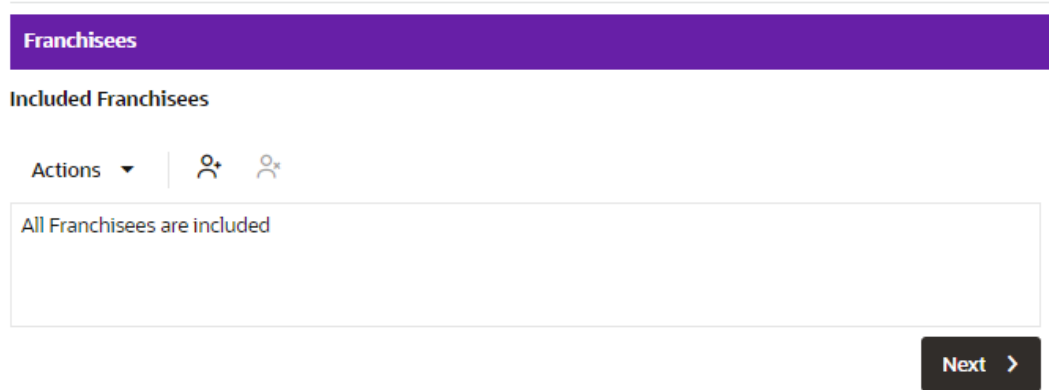 Franchisees
Included Franchisees
Actions
All Franchisees are included
Next